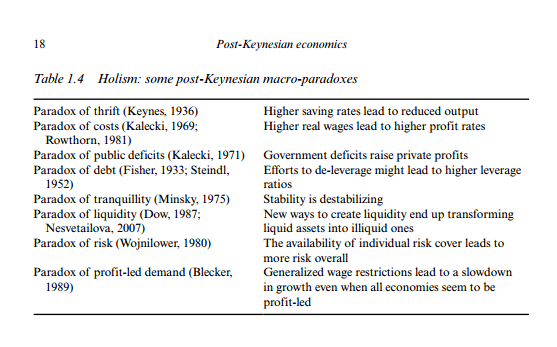 18 Post-Keynesian economics
Table 1.4 Holism: some post-Keynesian macro-paradoxes
Paradox of thrift (Keynes, 1936) Higher saving rates lead to reduced output
Paradox of costs (Kalecki, 1969; Higher real wages lead to higher profit rates
Rowthorn, 1981)
Paradox of public deficits (Kalecki, 1971) Government deficits raise private profits
Paradox of debt (Fisher, 1933; Steindl, Efforts to de-leverage might lead to higher leverage
1952) ratios
Paradox of tranquillity (Minsky, 1975) Stability is destabilizing
Paradox of liquidity (Dow, 1987; New ways to create liquidity end up transforming
Nesvetailova, 2007) liquid assets into illiquid ones
Paradox of risk (Wojnilower, 1980) The availability of individual risk cover leads to
more risk overall
Paradox of profit-led demand (Blecker, Generalized wage restrictions lead to a slowdown
1989) in growth even when all economies seem to be
profit-led